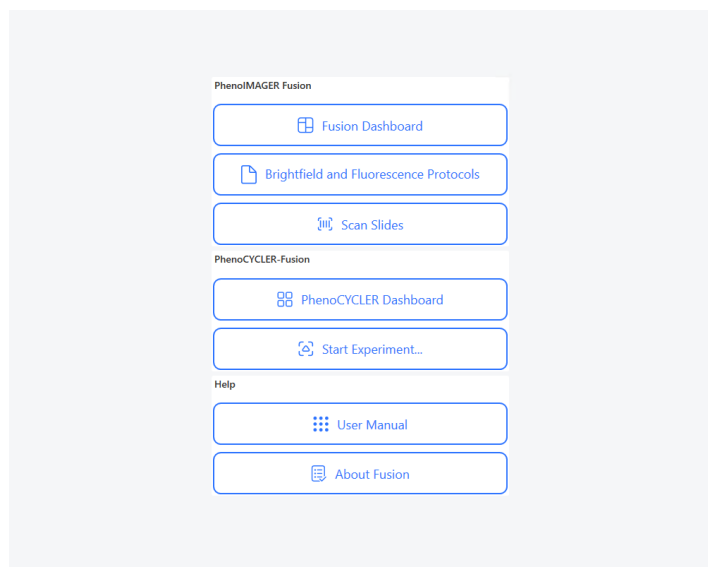 PhenoIMAGER Fusion
Fusion Dashboard
Brightfield and Fluorescence Protocols
Scan Slides
PhenoCYCLER-Fusion
PhenoCYCLER Dashboard
Start Experiment...
Help
User Manual
About Fusion